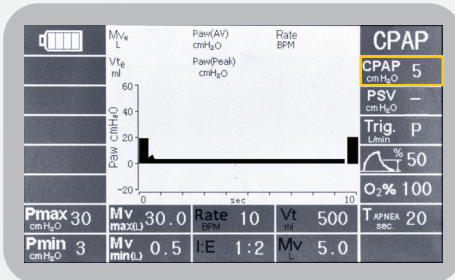 MVe
L
Paw(AV)
cmH2O
Rate
BPM
CPAP
Vte
ml
Paw(Peak)
cmH2O
CPAP
cmH2O
5
PSV
cmH2O
–
Trig.
L/min
P
% 50
O2% 100
TAPNEA
sec.
20
Paw cmH2O
60
40
20
0
-20
0
sec
10
Pmax
cmH2O
30
Mv
max(L)
30.0
Rate
BPM
10
Vt
ml
500
Pmin
cmH2O
3
Mv
min(L)
0.5
I:E 1:2
Mv
L
5.0